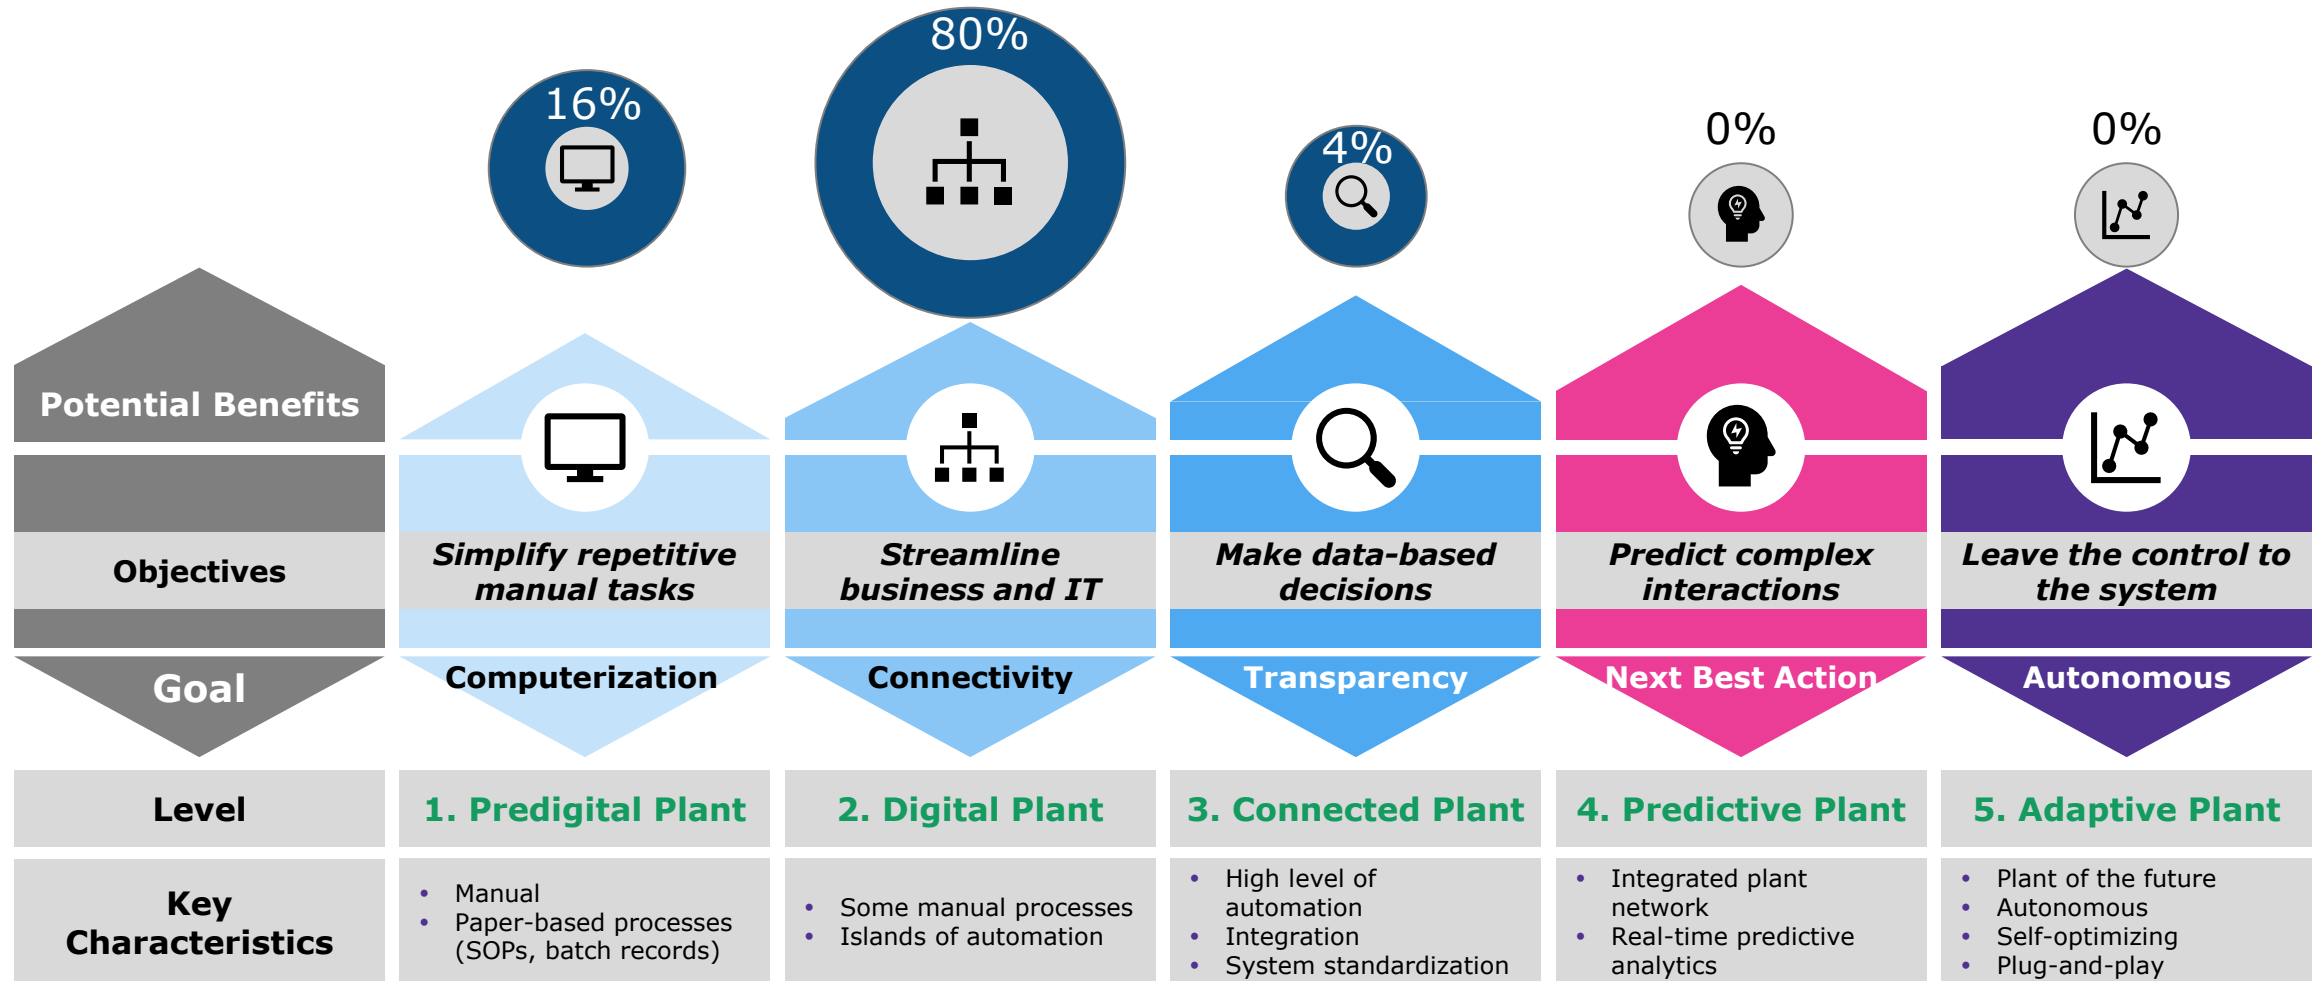 16%
80%
4%
0%
0%
Potential Benefits
Objectives
Simplify repetitive
manual tasks
Streamline
business and IT
Make data-based
decisions
Predict complex
interactions
Leave the control to
the system
Goal
Computerization
Connectivity
Transparency
Next Best Action
Autonomous
Level
1. Predigital Plant
2. Digital Plant
3. Connected Plant
4. Predictive Plant
5. Adaptive Plant
Key
Characteristics
• Manual
• Paper-based processes
(SOPs, batch records)
• Some manual processes
• Islands of automation
• High level of
automation
• Integration
• System standardization
• Integrated plant
network
• Real-time predictive
analytics
• Plant of the future
• Autonomous
• Self-optimizing
• Plug-and-play